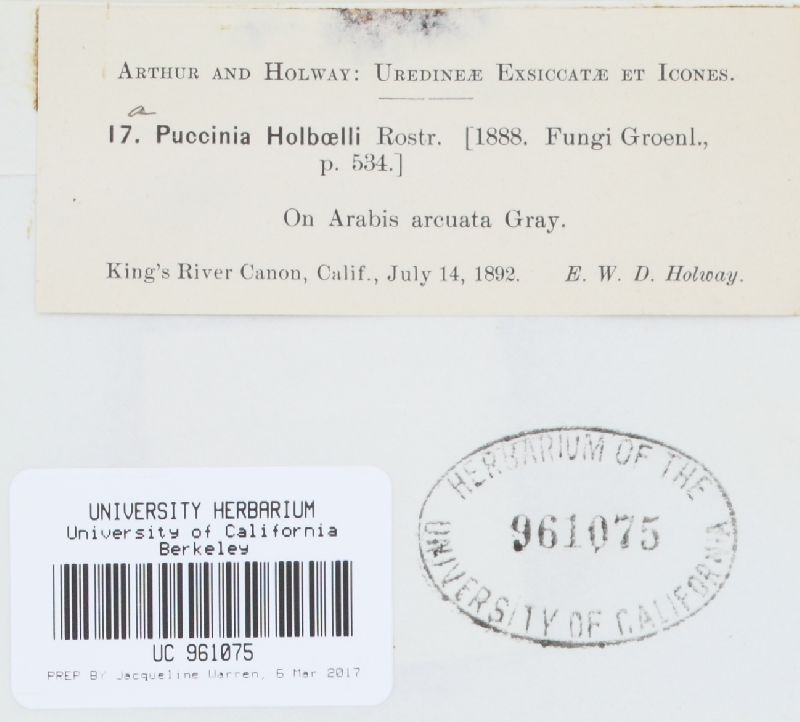 ARTHUR AND HOLWAY: UREDINEÆ EXSICCATÆ ET ICONES.
a
17. Puccinia Holbœlli Rostr. [1888. Fungi Groenl.,
p. 534.]
On Arabis arcuata Gray.
King's River Canon, Calif., July 14, 1892. E. W. D. Holway.
HERBARIUM OF THE
961075
UNIVERSITY OF CALIFORNIA
UNIVERSITY HERBARIUM
University of California
Berkeley
UC 961075
PREP BY Jacqueline Warren, 6 Mar 2017